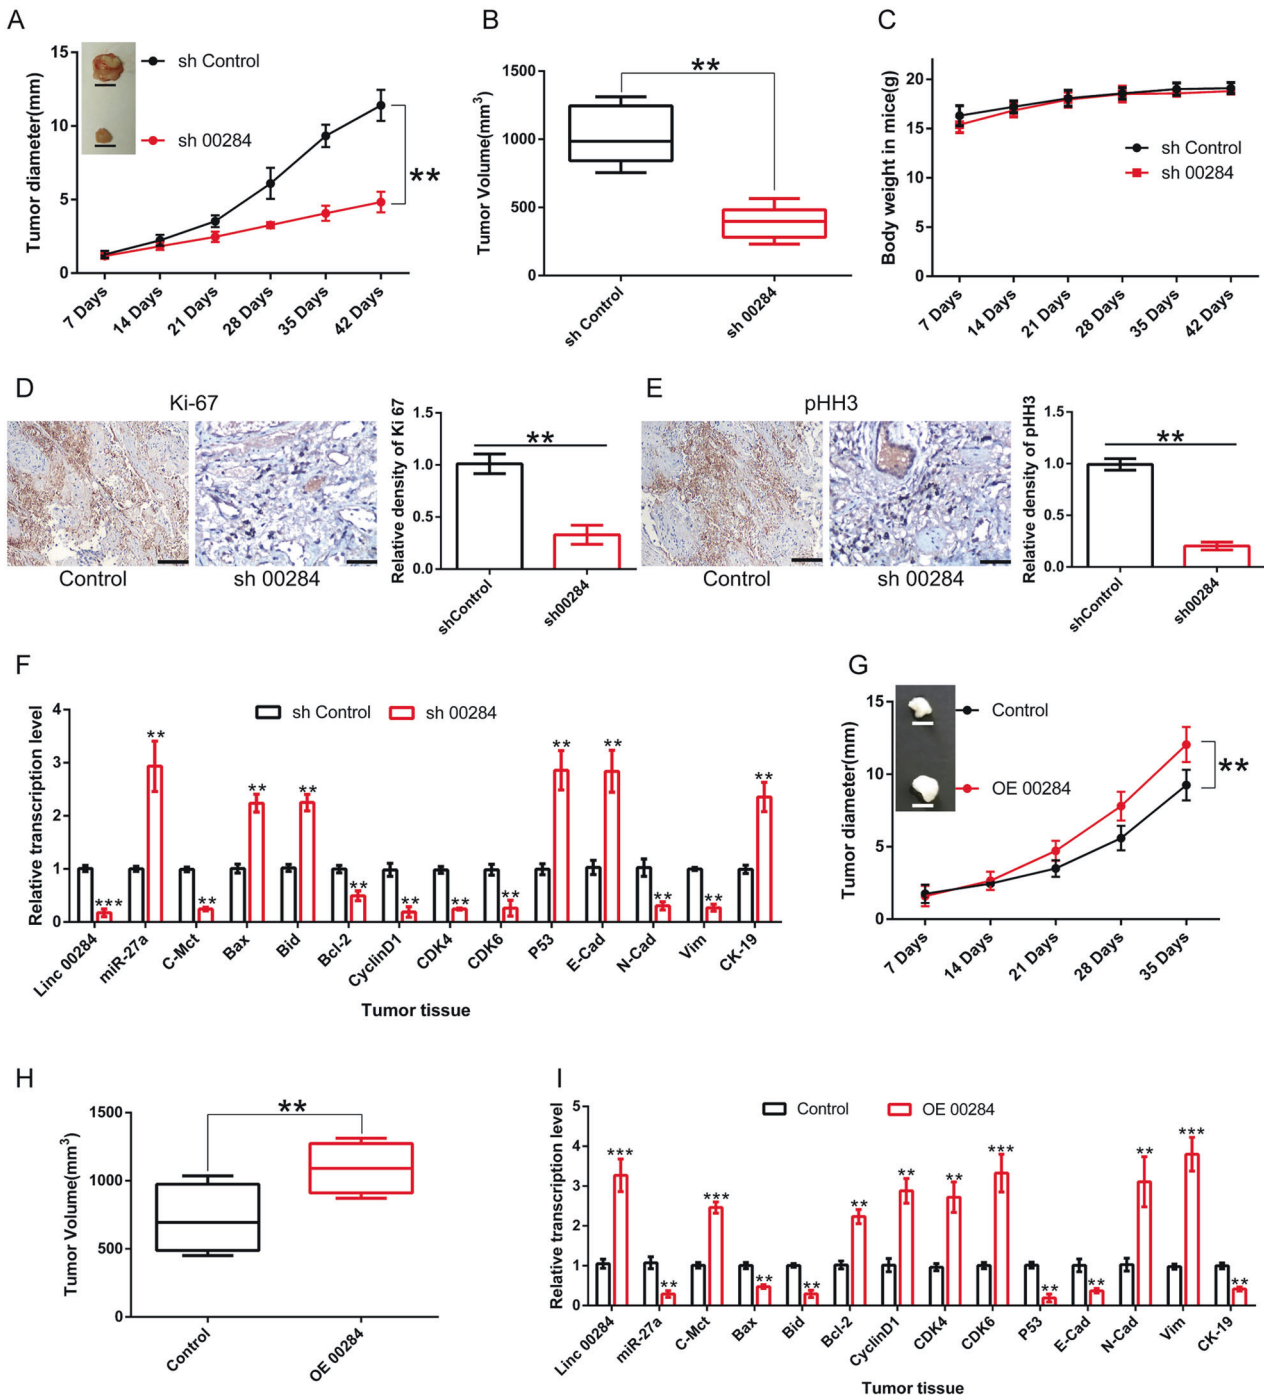 A
Tumor diameter(mm)
15
10
5
0
sh Control
sh 00284
**
7 Days
14 Days
21 Days
28 Days
35 Days
42 Days
B
Tumor Volume(mm3)
1500
1000
500
0
**
sh Control
sh 00284
C
Body weight in mice(g)
20
15
10
5
0
sh Control
sh 00284
7 Days
14 Days
21 Days
28 Days
35 Days
42 Days
D
Ki-67
Control
sh 00284
Relative density of Ki 67
1.5
1.0
0.5
0.0
**
shControl
sh00284
E
pHH3
Control
sh 00284
Relative density of pHH3
1.5
1.0
0.5
0.0
**
shControl
sh00284
F
Relative transcription level
4
3
2
1
0
sh Control
sh 00284
*** ** ** ** ** ** ** ** ** ** ** ** ** **
Linc 00284
miR-27a
C-Mct
Bax
Bid
Bcl-2
CyclinD1
CDK4
CDK6
P53
E-Cad
N-Cad
Vim
CK-19
Tumor tissue
G
Tumor diameter(mm)
15
10
5
0
Control
OE 00284
**
7 Days
14 Days
21 Days
28 Days
35 Days
H
Tumor Volume(mm3)
1500
1000
500
0
**
Control
OE 00284
I
Relative transcription level
5
4
3
2
1
0
Control
OE 00284
*** ** *** ** ** ** ** ** *** ** ** ** *** **
Linc 00284
miR-27a
C-Mct
Bax
Bid
Bcl-2
CyclinD1
CDK4
CDK6
P53
E-Cad
N-Cad
Vim
CK-19
Tumor tissue